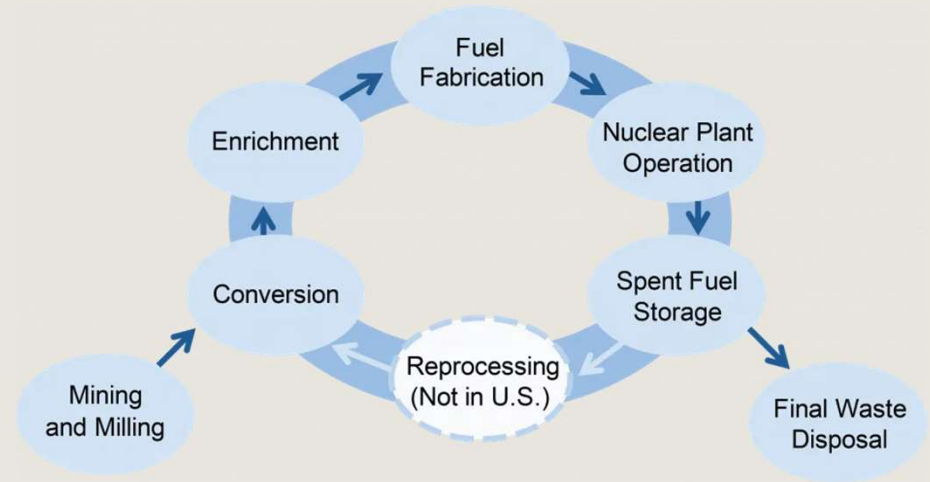 Fuel
Fabrication
Nuclear Plant
Operation
Spent Fuel
Storage
Final Waste
Disposal
Reprocessing
(Not in U.S.)
Mining
and Milling
Conversion
Enrichment